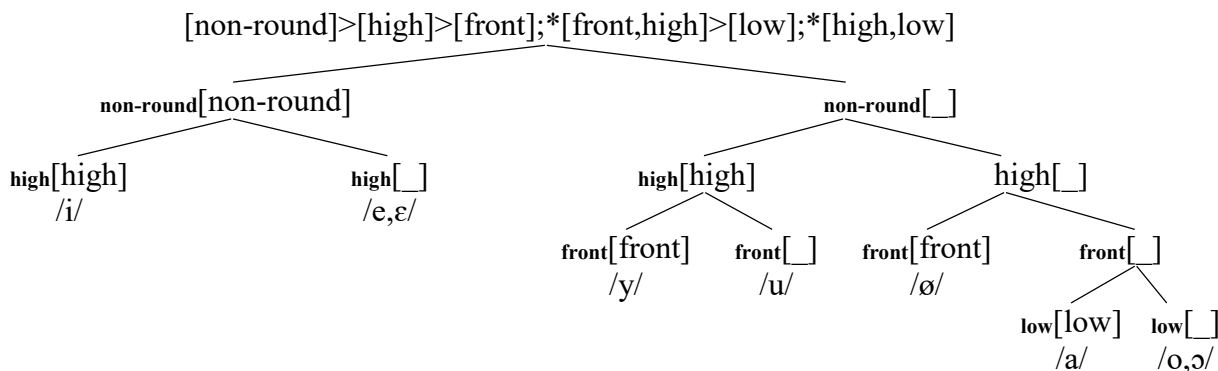 [non-round]>[high]>[front];*[front,high]>[low];*[high,low]
non-round[non-round] non-round[_]
high[high] high[_] high[high] high[_]
/i/ /e,ɛ/
front[front] front[_] front[front] front[_]
/y/ /u/ /ø/
low[low] low[_]
/a/ /o,ɔ/